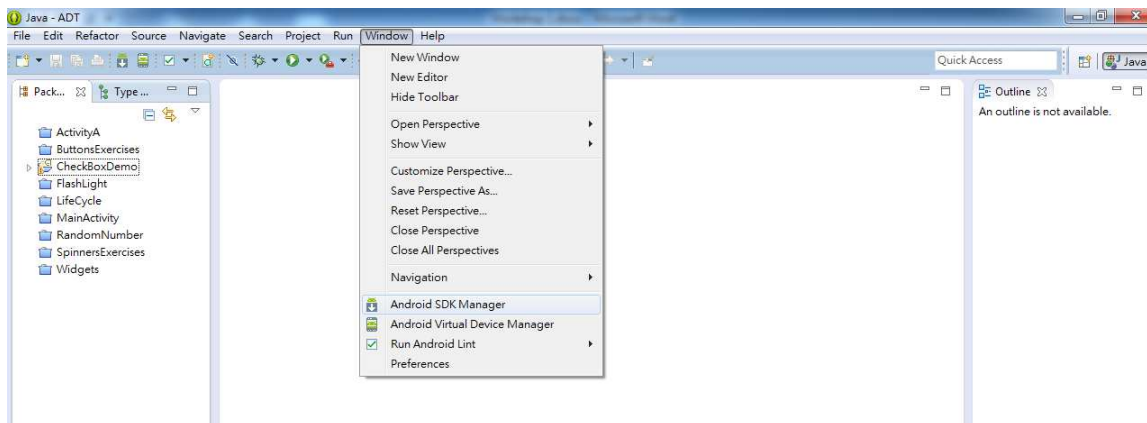 Java - ADT
File Edit Refactor Source Navigate Search Project Run Window Help
Quick Access
Java
Pack...
Type...
ActivityA
ButtonsExercises
CheckBoxDemo
FlashLight
LifeCycle
MainActivity
RandomNumber
SpinnersExercises
Widgets
New Window
New Editor
Hide Toolbar
Open Perspective
Show View
Customize Perspective...
Save Perspective As...
Reset Perspective...
Close Perspective
Close All Perspectives
Navigation
Android SDK Manager
Android Virtual Device Manager
Run Android Lint
Preferences
Outline
An outline is not available.